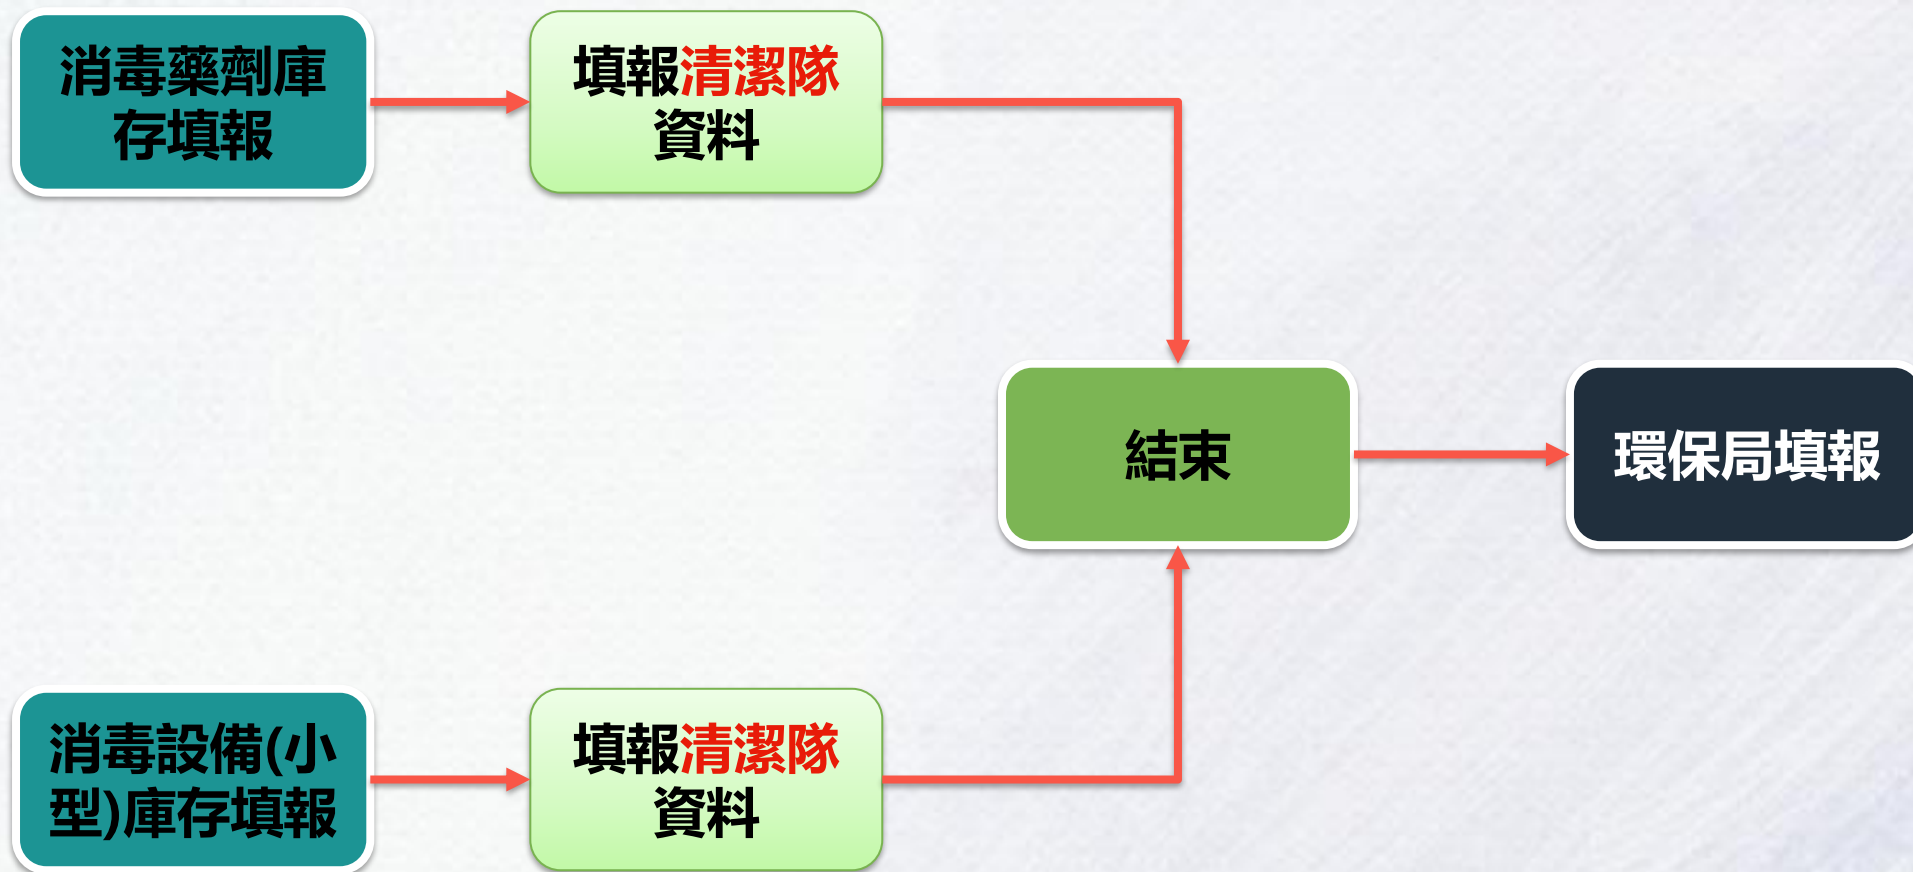 消毒藥劑庫
存填報
填報清潔隊
資料
結束
環保局填報
消毒設備(小
型)庫存填報
填報清潔隊
資料